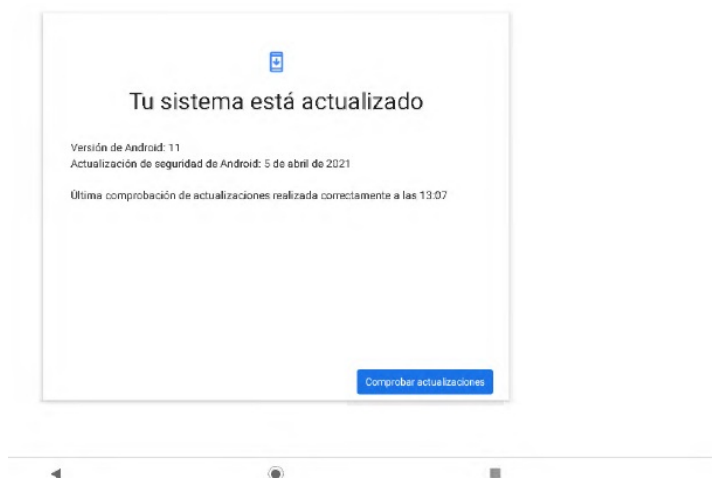 Tu sistema está actualizado
Versión de Android: 11
Actualización de seguridad de Android: 5 de abril de 2021
Última comprobación de actualizaciones realizada correctamente a las 13:07
Comprobar actualizaciones